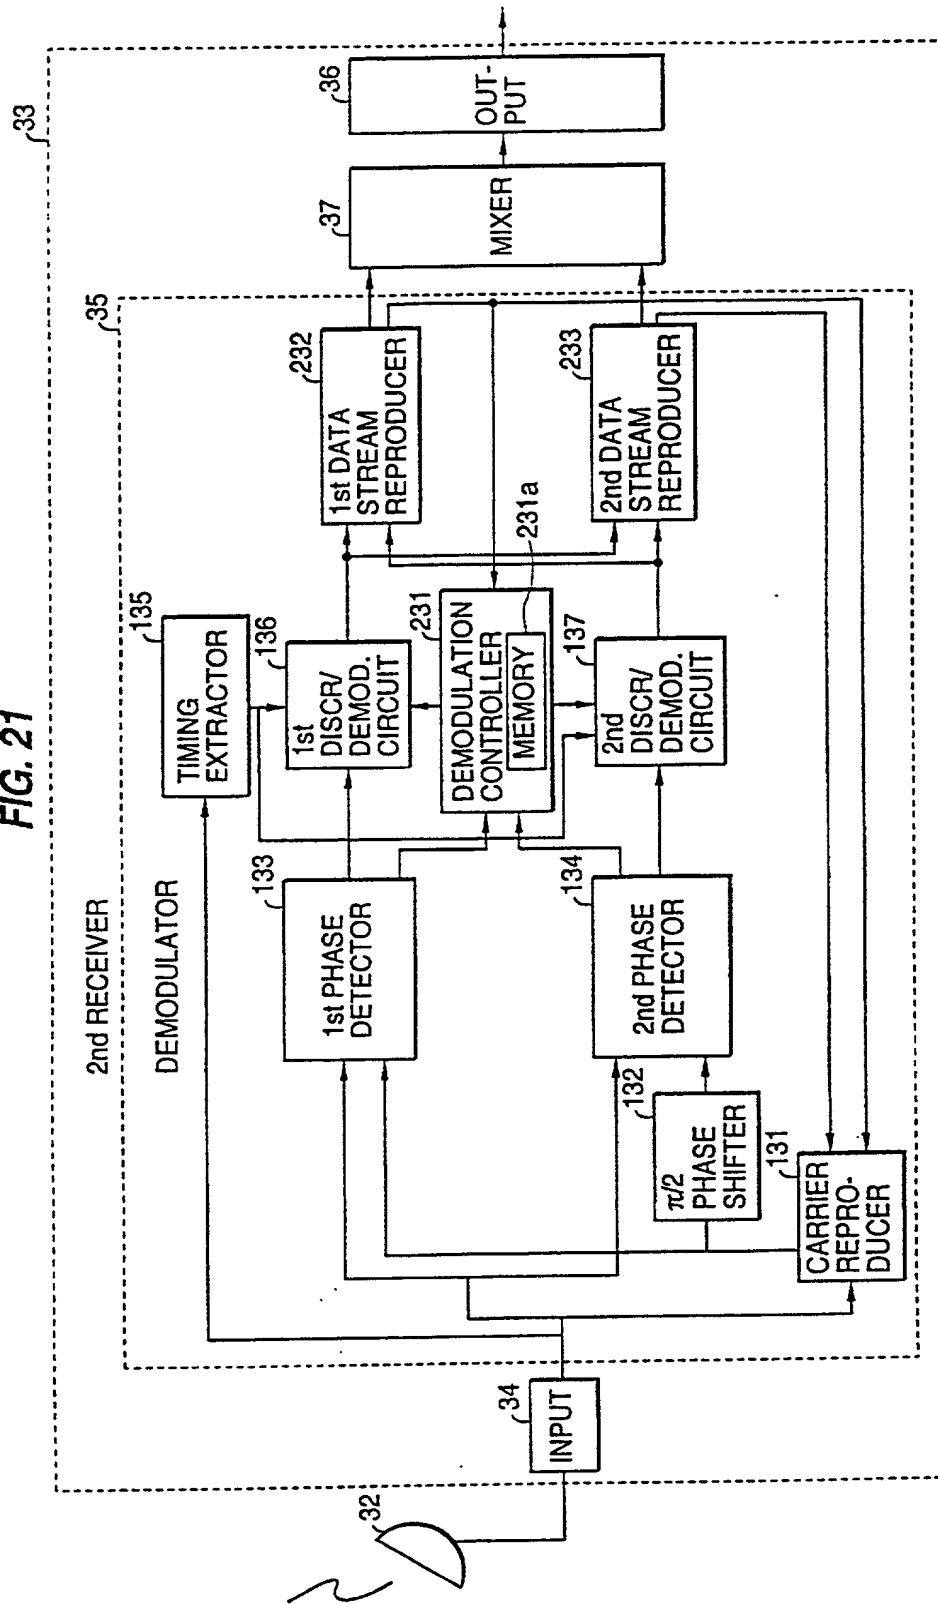 FIG. 21
33
2nd RECEIVER
35
DEMODULATOR
32
34
INPUT
135
TIMING
EXTRACTOR
133
1st PHASE
DETECTOR
136
1st
DISCR/
DEMOD.
CIRCUIT
232
1st DATA
STREAM
REPRODUCER
37
MIXER
36
OUT-
PUT
231
DEMODULATION
CONTROLLER
MEMORY
231a
134
2nd PHASE
DETECTOR
137
2nd
DISCR/
DEMOD.
CIRCUIT
233
2nd DATA
STREAM
REPRODUCER
132
π/2
PHASE
SHIFTER
131
CARRIER
REPRO-
DUCER